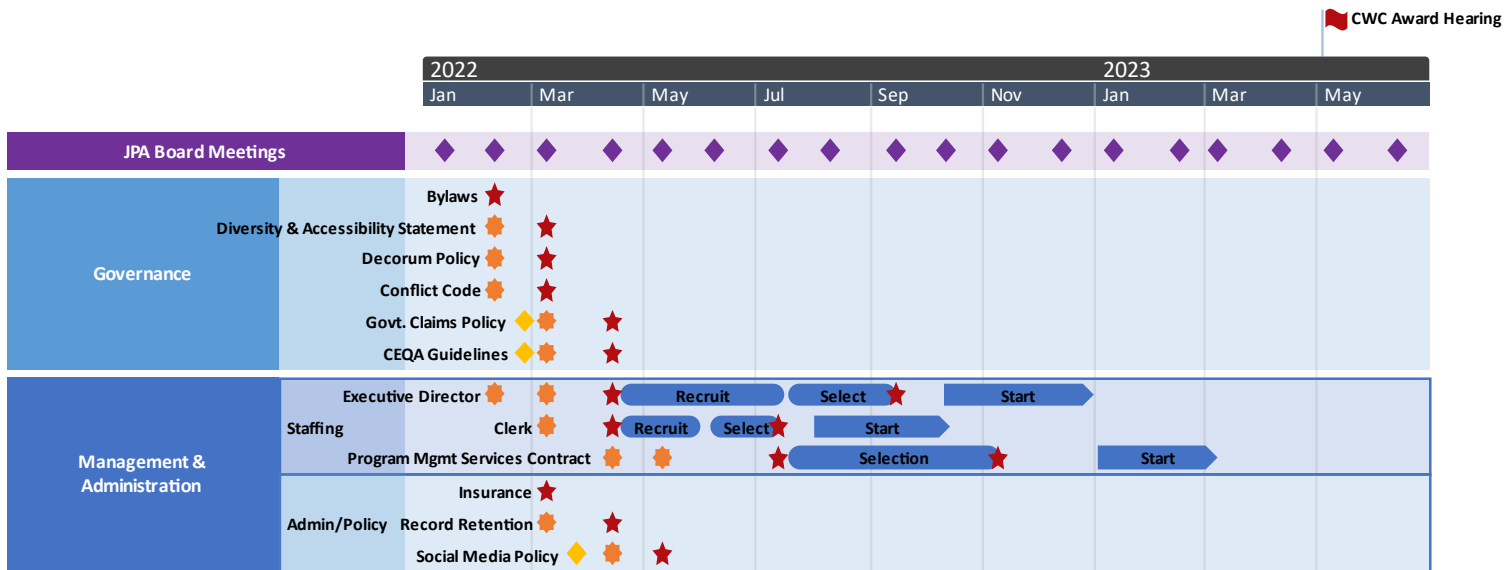 CWC Award Hearing
2022 2023
Jan Mar May Jul Sep Nov Jan Mar May
JPA Board Meetings
Governance
Bylaws
Diversity & Accessibility Statement
Decorum Policy
Conflict Code
Govt. Claims Policy
CEQA Guidelines
Management &
Administration
Staffing
Executive Director Recruit Select Start
Clerk Recruit Select Start
Program Mgmt Services Contract Selection Start
Admin/Policy
Insurance
Record Retention
Social Media Policy